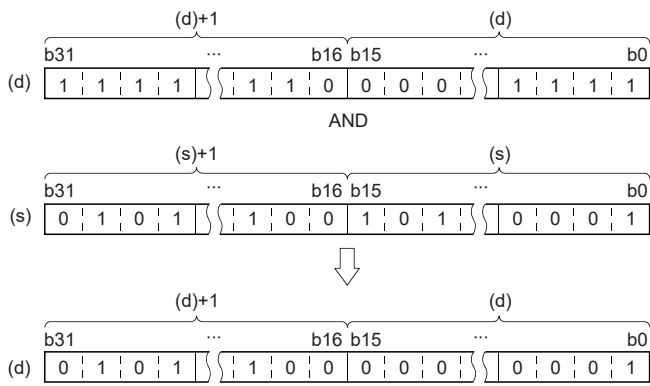 (d)+1 (d)
b31 ... b16 b15 ... b0
(d) 1 1 1 1 1 1 0 0 0 0 1 1 1 1
AND
(s)+1 (s)
b31 ... b16 b15 ... b0
(s) 0 1 0 1 1 0 0 1 0 1 0 0 0 1
(d)+1 (d)
b31 ... b16 b15 ... b0
(d) 0 1 0 1 1 0 0 0 0 0 0 0 0 1